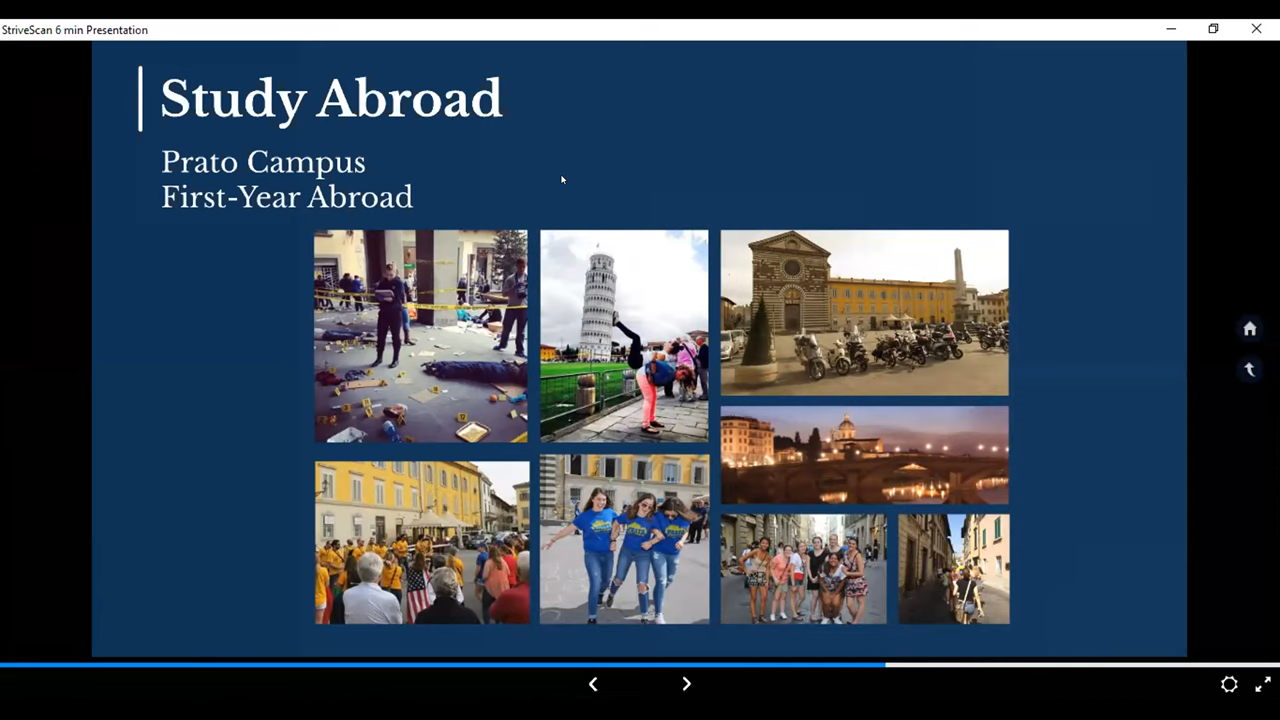 StriveScan 6 min Presentation
Study Abroad
Prato Campus
First-Year Abroad